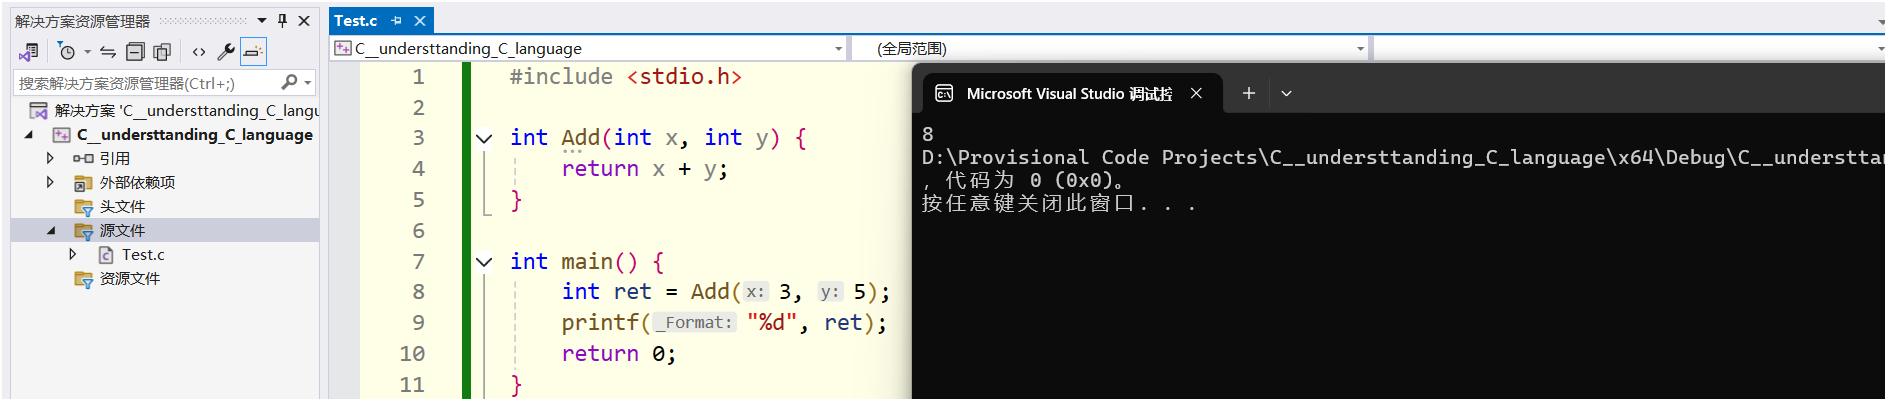 解决方案资源管理器
搜索解决方案资源管理器(Ctrl+;)
解决方案 'C__understtanding_C_langu
C__understtanding_C_language
引用
外部依赖项
头文件
源文件
Test.c
资源文件
Test.c
C__understtanding_C_language
(全局范围)
1 #include <stdio.h>
2
3 int Add(int x, int y) {
4 return x + y;
5 }
6
7 int main() {
8 int ret = Add(x: 3, y: 5);
9 printf(_Format: "%d", ret);
10 return 0;
11 }
Microsoft Visual Studio 调试控
8
D:\Provisional Code Projects\C__understtanding_C_language\x64\Debug\C__understta
, 代码为 0 (0x0)。
按任意键关闭此窗口. . .